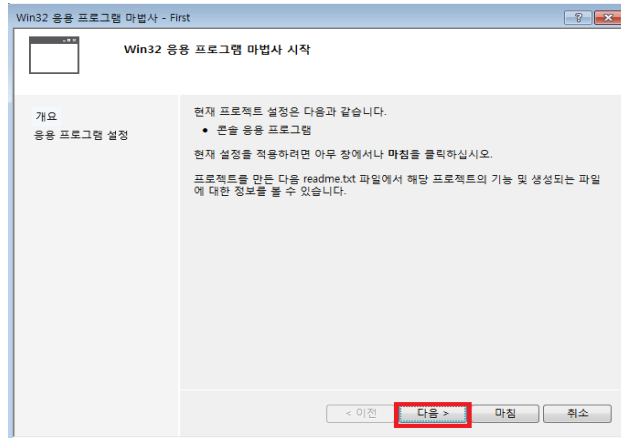 Win32 응용 프로그램 마법사 - First
Win32 응용 프로그램 마법사 시작
개요
응용 프로그램 설정
현재 프로젝트 설정은 다음과 같습니다.
• 콘솔 응용 프로그램
현재 설정을 적용하려면 아무 창에서나 마침을 클릭하십시오.
프로젝트를 만든 다음 readme.txt 파일에서 해당 프로젝트의 기능 및 생성되는 파일
에 대한 정보를 볼 수 있습니다.
< 이전 다음 > 마침 취소